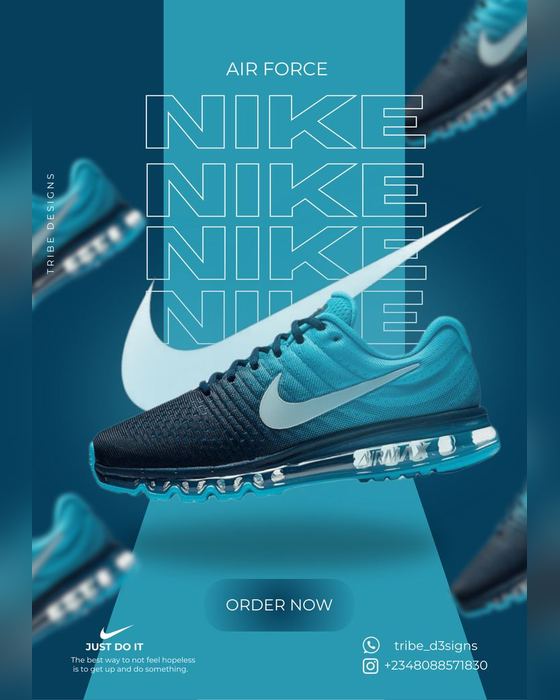 AIR FORCE
NIKE
NIKE
NIKE
NIKE
TRIBE DESIGNS
ORDER NOW
JUST DO IT
The best way to not feel hopeless
is to get up and do something.
tribe_d3signs
+2348088571830